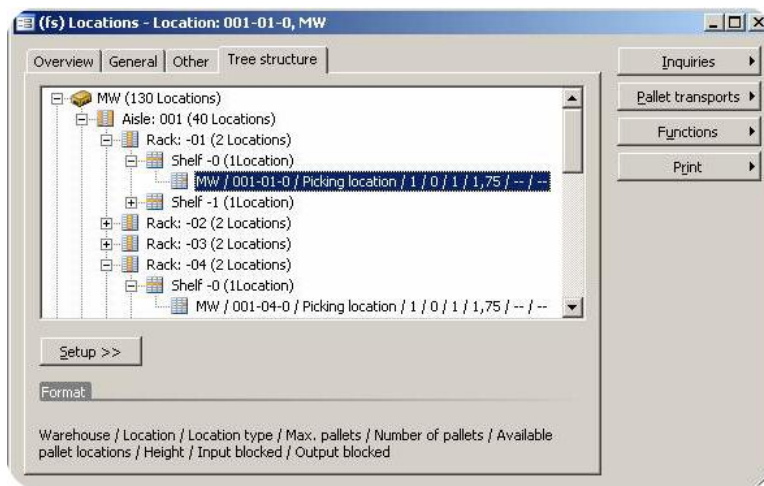 (fs) Locations - Location: 001-01-0, MW
Overview General Other Tree structure
MW (130 Locations)
Aisle: 001 (40 Locations)
Rack: -01 (2 Locations)
Shelf -0 (1Location)
MW / 001-01-0 / Picking location / 1 / 0 / 1 / 1,75 / -- / --
Shelf -1 (1Location)
Rack: -02 (2 Locations)
Rack: -03 (2 Locations)
Rack: -04 (2 Locations)
Shelf -0 (1Location)
MW / 001-04-0 / Picking location / 1 / 0 / 1 / 1,75 / -- / --
Setup >>
Format
Warehouse / Location / Location type / Max. pallets / Number of pallets / Available
pallet locations / Height / Input blocked / Output blocked
Inquiries
Pallet transports
Functions
Print